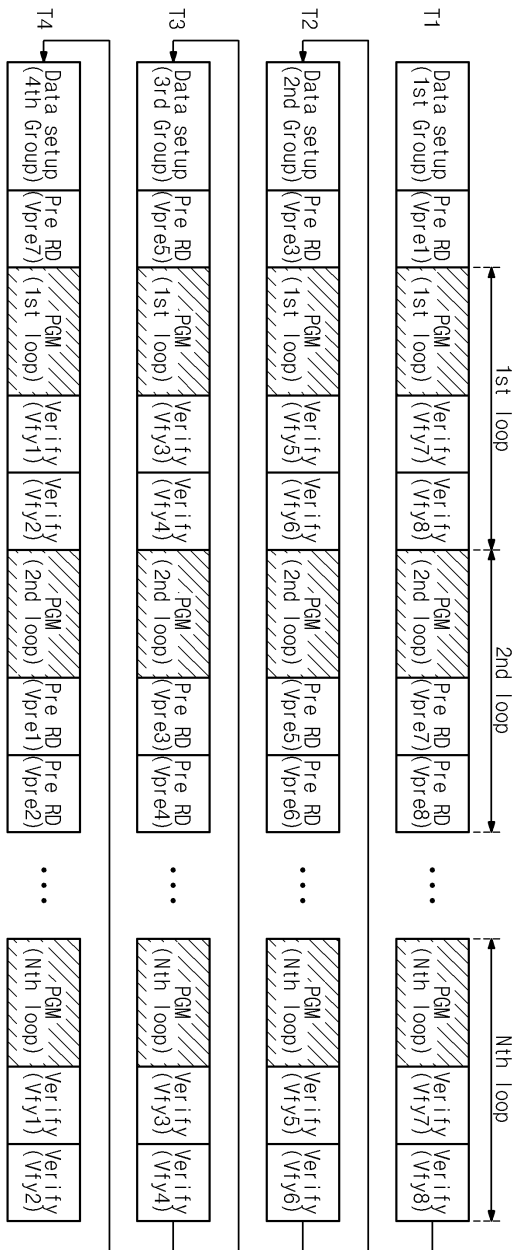 1st loop
2nd loop
Nth loop
T1
Data setup
(1st Group)
Pre RD
(Vpre1)
PGM
(1st loop)
Verify
(Vfy7)
Verify
(Vfy8)
PGM
(2nd loop)
Pre RD
(Vpre7)
Pre RD
(Vpre8)
...
PGM
(Nth loop)
Verify
(Vfy7)
Verify
(Vfy8)
T2
Data setup
(2nd Group)
Pre RD
(Vpre3)
PGM
(1st loop)
Verify
(Vfy5)
Verify
(Vfy6)
PGM
(2nd loop)
Pre RD
(Vpre5)
Pre RD
(Vpre6)
...
PGM
(Nth loop)
Verify
(Vfy5)
Verify
(Vfy6)
T3
Data setup
(3rd Group)
Pre RD
(Vpre5)
PGM
(1st loop)
Verify
(Vfy3)
Verify
(Vfy4)
PGM
(2nd loop)
Pre RD
(Vpre3)
Pre RD
(Vpre4)
...
PGM
(Nth loop)
Verify
(Vfy3)
Verify
(Vfy4)
T4
Data setup
(4th Group)
Pre RD
(Vpre7)
PGM
(1st loop)
Verify
(Vfy1)
Verify
(Vfy2)
PGM
(2nd loop)
Pre RD
(Vpre1)
Pre RD
(Vpre2)
...
PGM
(Nth loop)
Verify
(Vfy1)
Verify
(Vfy2)